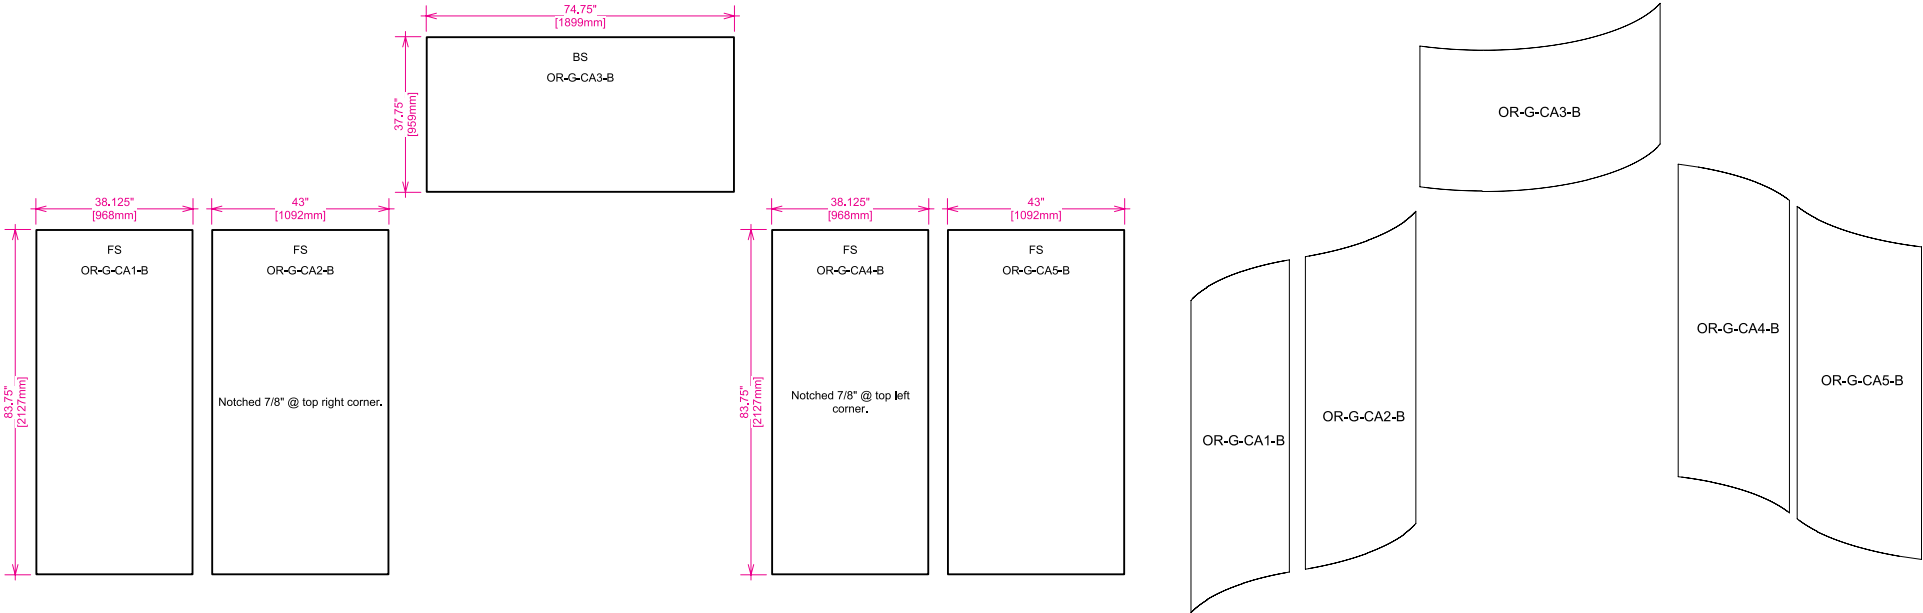 74.75"
[1899mm]
37.75"
[959mm]
BS
OR-G-CA3-B
38.125"
[968mm]
43"
[1092mm]
83.75"
[2127mm]
FS
OR-G-CA1-B
FS
OR-G-CA2-B
Notched 7/8" @ top right corner.
38.125"
[968mm]
43"
[1092mm]
83.75"
[2127mm]
FS
OR-G-CA4-B
Notched 7/8" @ top left
corner.
FS
OR-G-CA5-B
OR-G-CA3-B
OR-G-CA1-B
OR-G-CA2-B
OR-G-CA4-B
OR-G-CA5-B